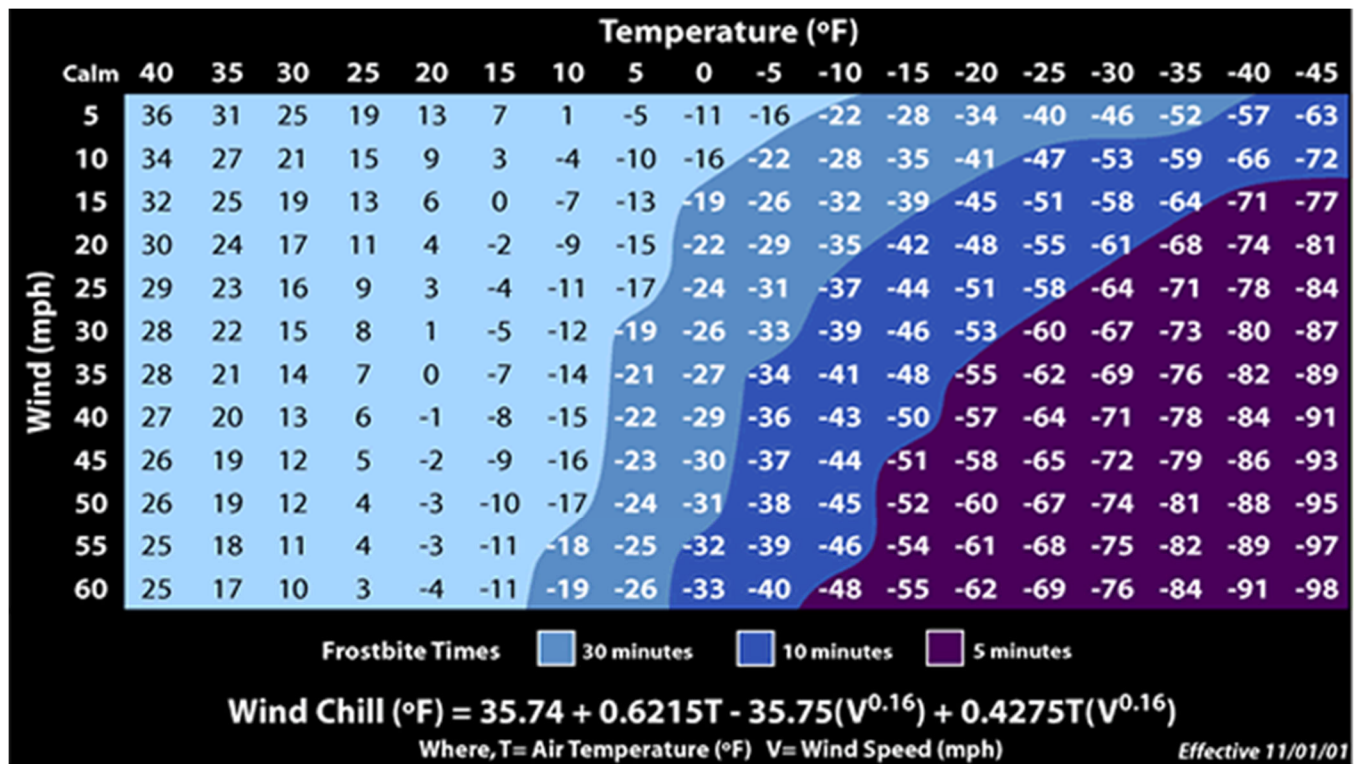 Temperature (ºF)
Calm 40 35 30 25 20 15 10 5 0 -5 -10 -15 -20 -25 -30 -35 -40 -45
Wind (mph)
5 36 31 25 19 13 7 1 -5 -11 -16 -22 -28 -34 -40 -46 -52 -57 -63
10 34 27 21 15 9 3 -4 -10 -16 -22 -28 -35 -41 -47 -53 -59 -66 -72
15 32 25 19 13 6 0 -7 -13 -19 -26 -32 -39 -45 -51 -58 -64 -71 -77
20 30 24 17 11 4 -2 -9 -15 -22 -29 -35 -42 -48 -55 -61 -68 -74 -81
25 29 23 16 9 3 -4 -11 -17 -24 -31 -37 -44 -51 -58 -64 -71 -78 -84
30 28 22 15 8 1 -5 -12 -19 -26 -33 -39 -46 -53 -60 -67 -73 -80 -87
35 28 21 14 7 0 -7 -14 -21 -27 -34 -41 -48 -55 -62 -69 -76 -82 -89
40 27 20 13 6 -1 -8 -15 -22 -29 -36 -43 -50 -57 -64 -71 -78 -84 -91
45 26 19 12 5 -2 -9 -16 -23 -30 -37 -44 -51 -58 -65 -72 -79 -86 -93
50 26 19 12 4 -3 -10 -17 -24 -31 -38 -45 -52 -60 -67 -74 -81 -88 -95
55 25 18 11 4 -3 -11 -18 -25 -32 -39 -46 -54 -61 -68 -75 -82 -89 -97
60 25 17 10 3 -4 -11 -19 -26 -33 -40 -48 -55 -62 -69 -76 -84 -91 -98
Frostbite Times 30 minutes 10 minutes 5 minutes
Wind Chill (ºF) = 35.74 + 0.6215T - 35.75(V^0.16) + 0.4275T(V^0.16)
Where, T= Air Temperature (ºF) V= Wind Speed (mph) Effective 11/01/01